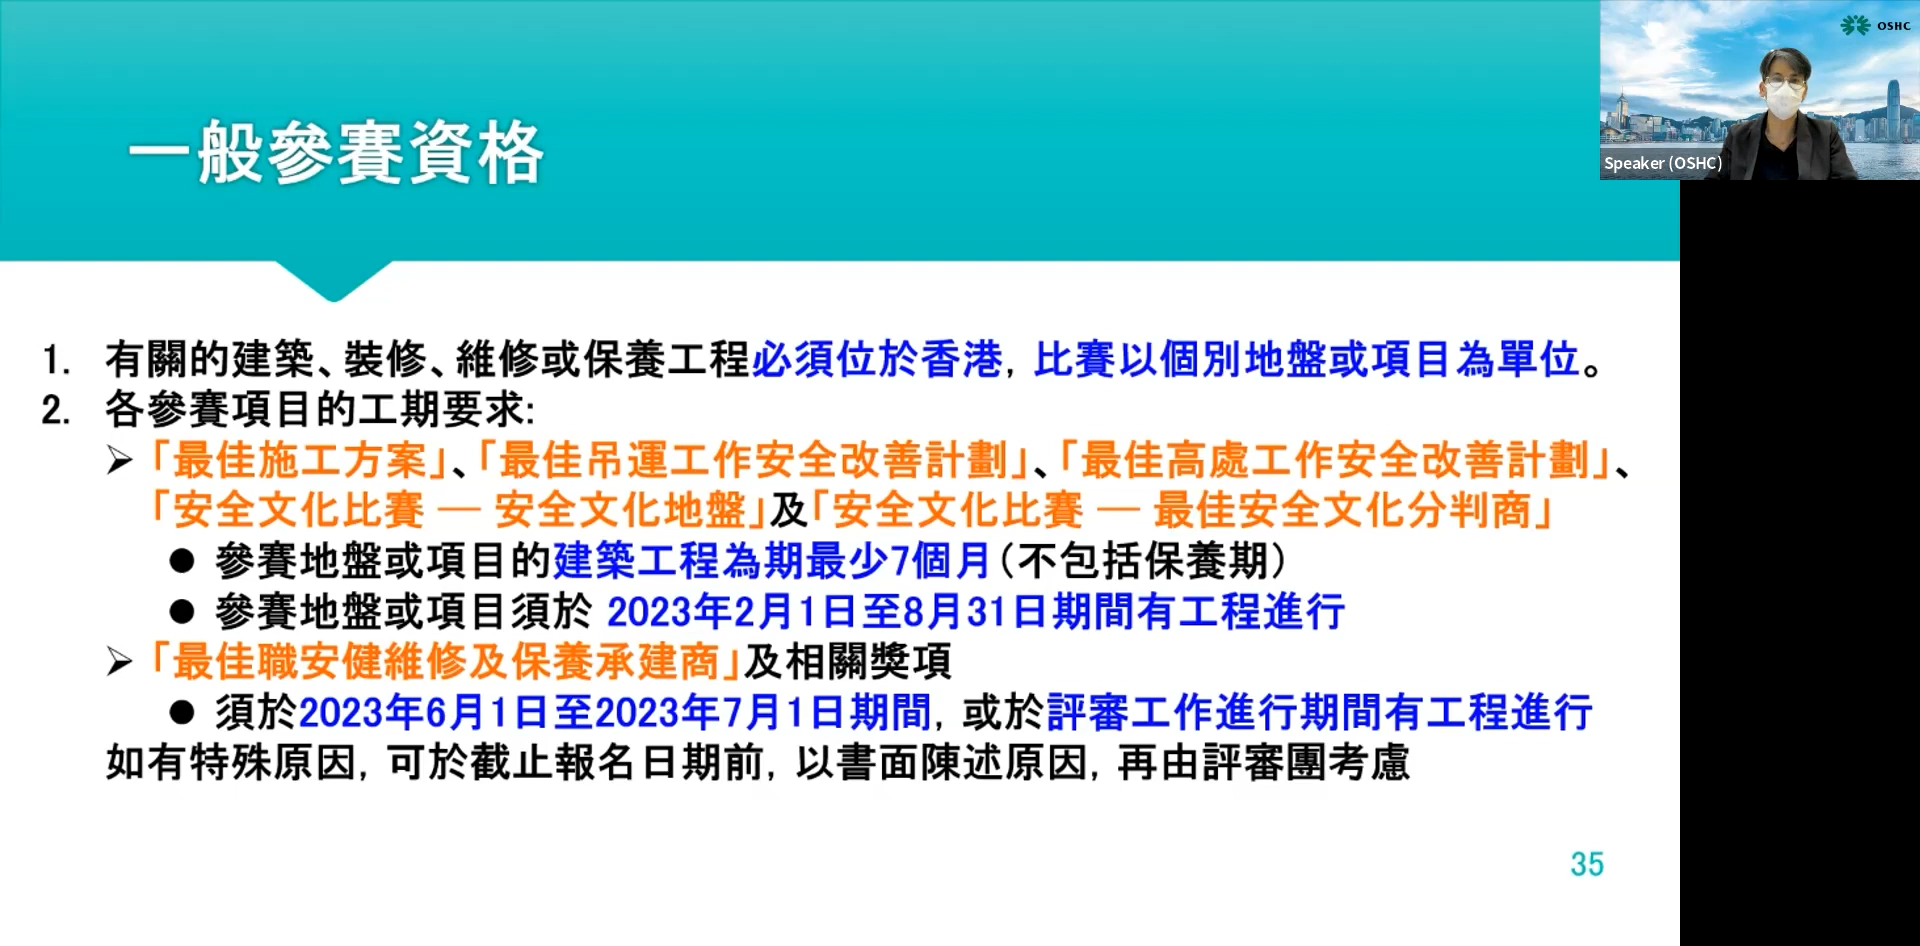 一般參賽資格
OSHC
Speaker (OSHC)
1. 有關的建築、裝修、維修或保養工程必須位於香港，比賽以個別地盤或項目為單位。
2. 各參賽項目的工期要求:
➢「最佳施工方案」、「最佳吊運工作安全改善計劃」、「最佳高處工作安全改善計劃」、
「安全文化比賽 — 安全文化地盤」及「安全文化比賽 — 最佳安全文化分判商」
● 參賽地盤或項目的建築工程為期最少7個月（不包括保養期）
● 參賽地盤或項目須於 2023年2月1日至8月31日期間有工程進行
➢「最佳職安健維修及保養承建商」及相關獎項
● 須於2023年6月1日至2023年7月1日期間，或於評審工作進行期間有工程進行
如有特殊原因，可於截止報名日期前，以書面陳述原因，再由評審團考慮
35